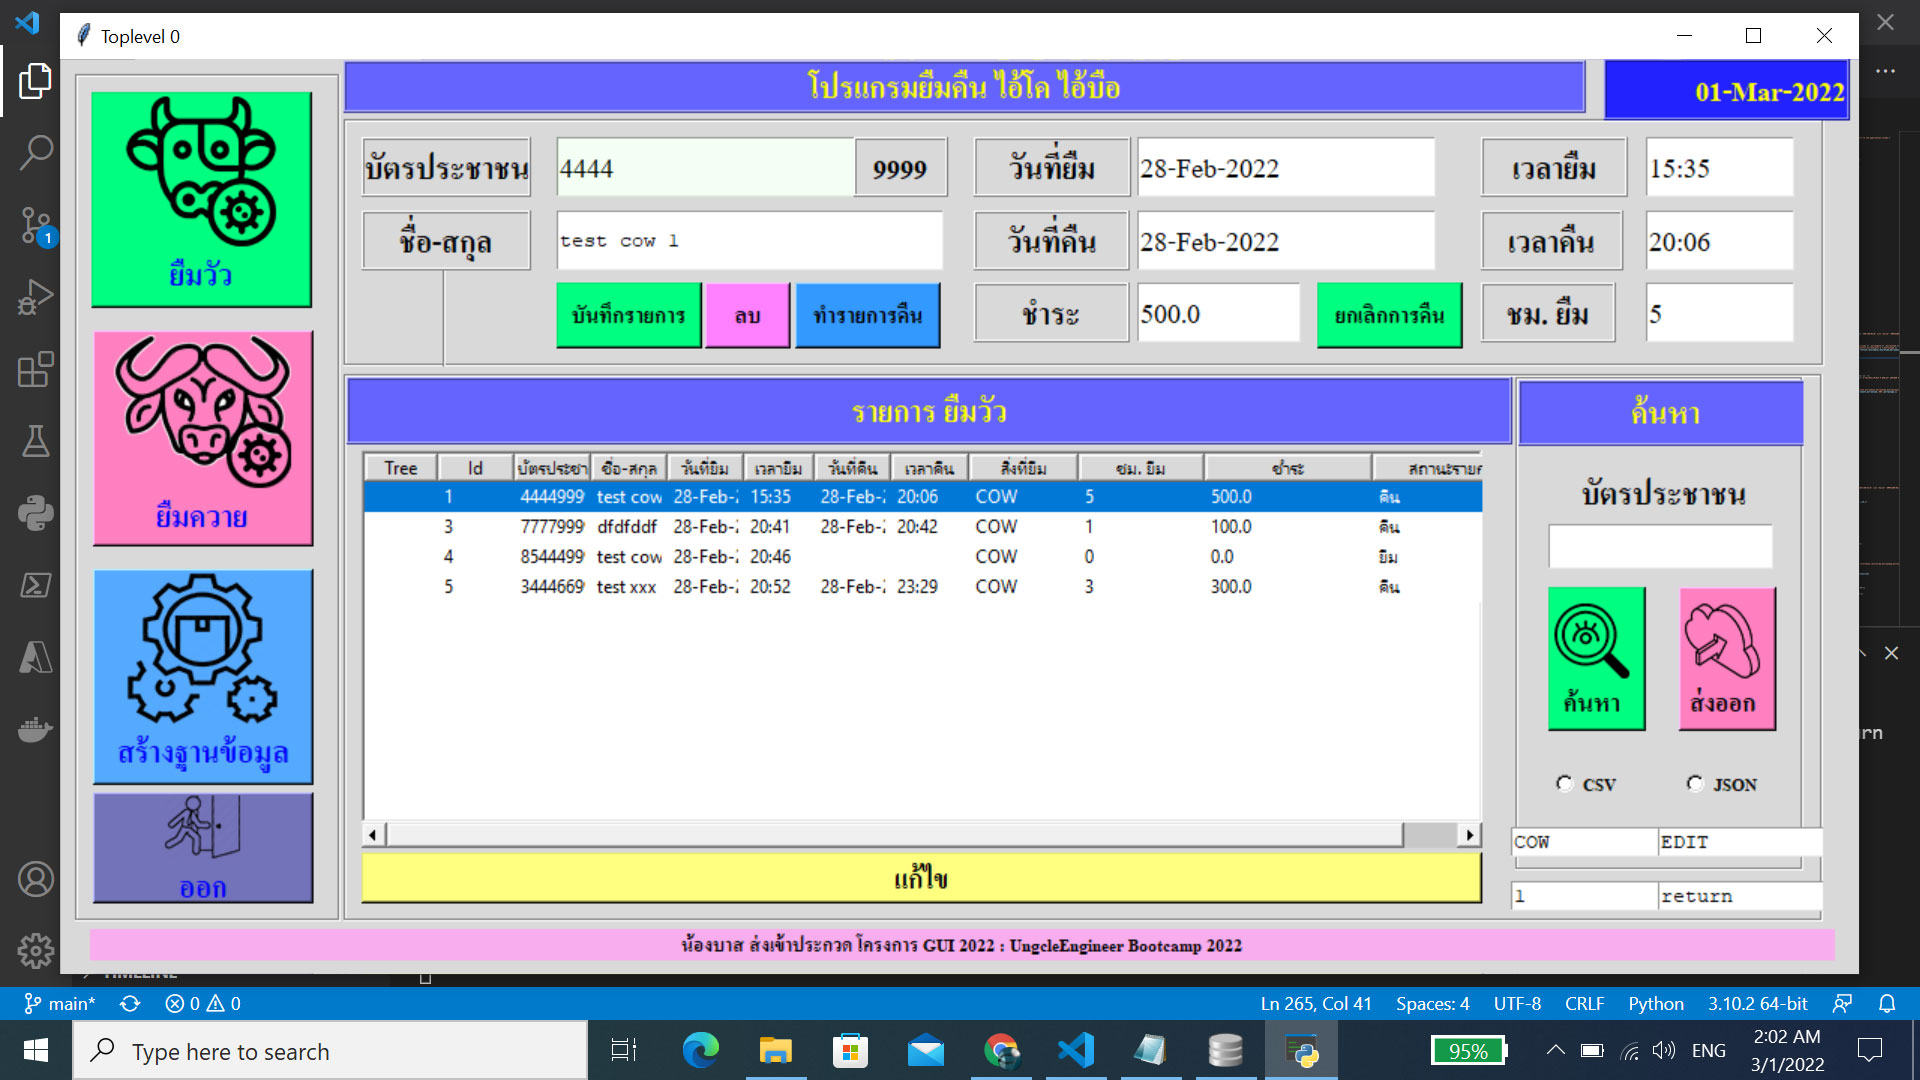 Toplevel 0
โปรแกรมยืมคืน ไอ้โค ไอ้บือ
01-Mar-2022
บัตรประชาชน 4444 9999 วันที่ยืม 28-Feb-2022 เวลายืม 15:35
ชื่อ-สกุล test cow 1 วันที่คืน 28-Feb-2022 เวลาคืน 20:06
บันทึกรายการ ลบ ทำรายการคืน ชำระ 500.0 ยกเลิกการคืน ชม. ยืม 5
ยืมวัว
ยืมควาย
สร้างฐานข้อมูล
ออก
รายการ ยืมวัว
Tree Id บัตรประชา ชื่อ-สกุล วันที่ยืม เวลายืม วันที่คืน เวลาคืน สิ่งที่ยืม ชม. ยืม ชำระ สถานะราย
1 4444999 test cow 28-Feb-2 15:35 28-Feb-2 20:06 COW 5 500.0 คืน
3 7777999 dfdfddf 28-Feb-2 20:41 28-Feb-2 20:42 COW 1 100.0 คืน
4 8544499 test cow 28-Feb-2 20:46 COW 0 0.0 ยืม
5 3444669 test xxx 28-Feb-2 20:52 28-Feb-2 23:29 COW 3 300.0 คืน
แก้ไข
ค้นหา
บัตรประชาชน
ค้นหา ส่งออก
CSV JSON
COW EDIT
1 return
น้องบาส ส่งเข้าประกวด โครงการ GUI 2022 : UngcleEngineer Bootcamp 2022
1
rn
TIMELINE
main* 0 0 Ln 265, Col 41 Spaces: 4 UTF-8 CRLF Python 3.10.2 64-bit
Type here to search
95% ENG 2:02 AM
3/1/2022